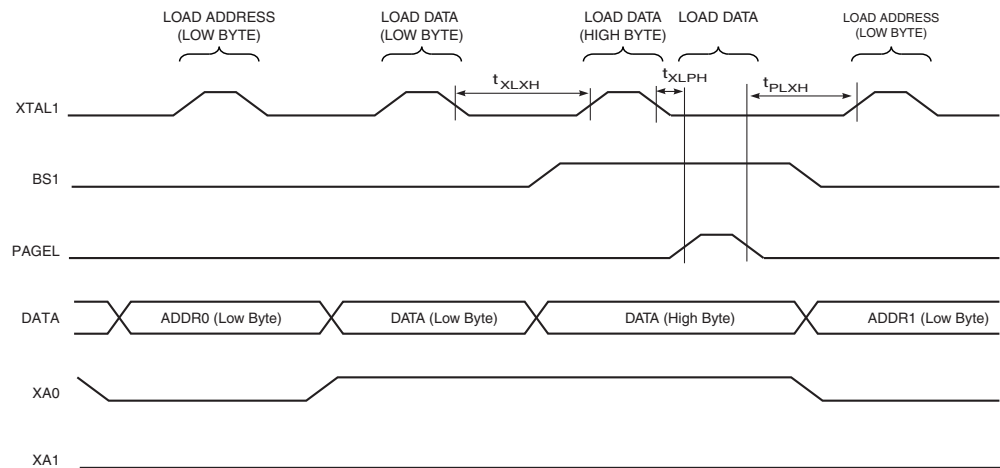 LOAD ADDRESS
(LOW BYTE)
LOAD DATA
(LOW BYTE)
LOAD DATA
(HIGH BYTE)
LOAD DATA
LOAD ADDRESS
(LOW BYTE)
XTAL1
tXLXH
tXLPH
tPLXH
BS1
PAGEL
DATA
ADDR0 (Low Byte)
DATA (Low Byte)
DATA (High Byte)
ADDR1 (Low Byte)
XA0
XA1